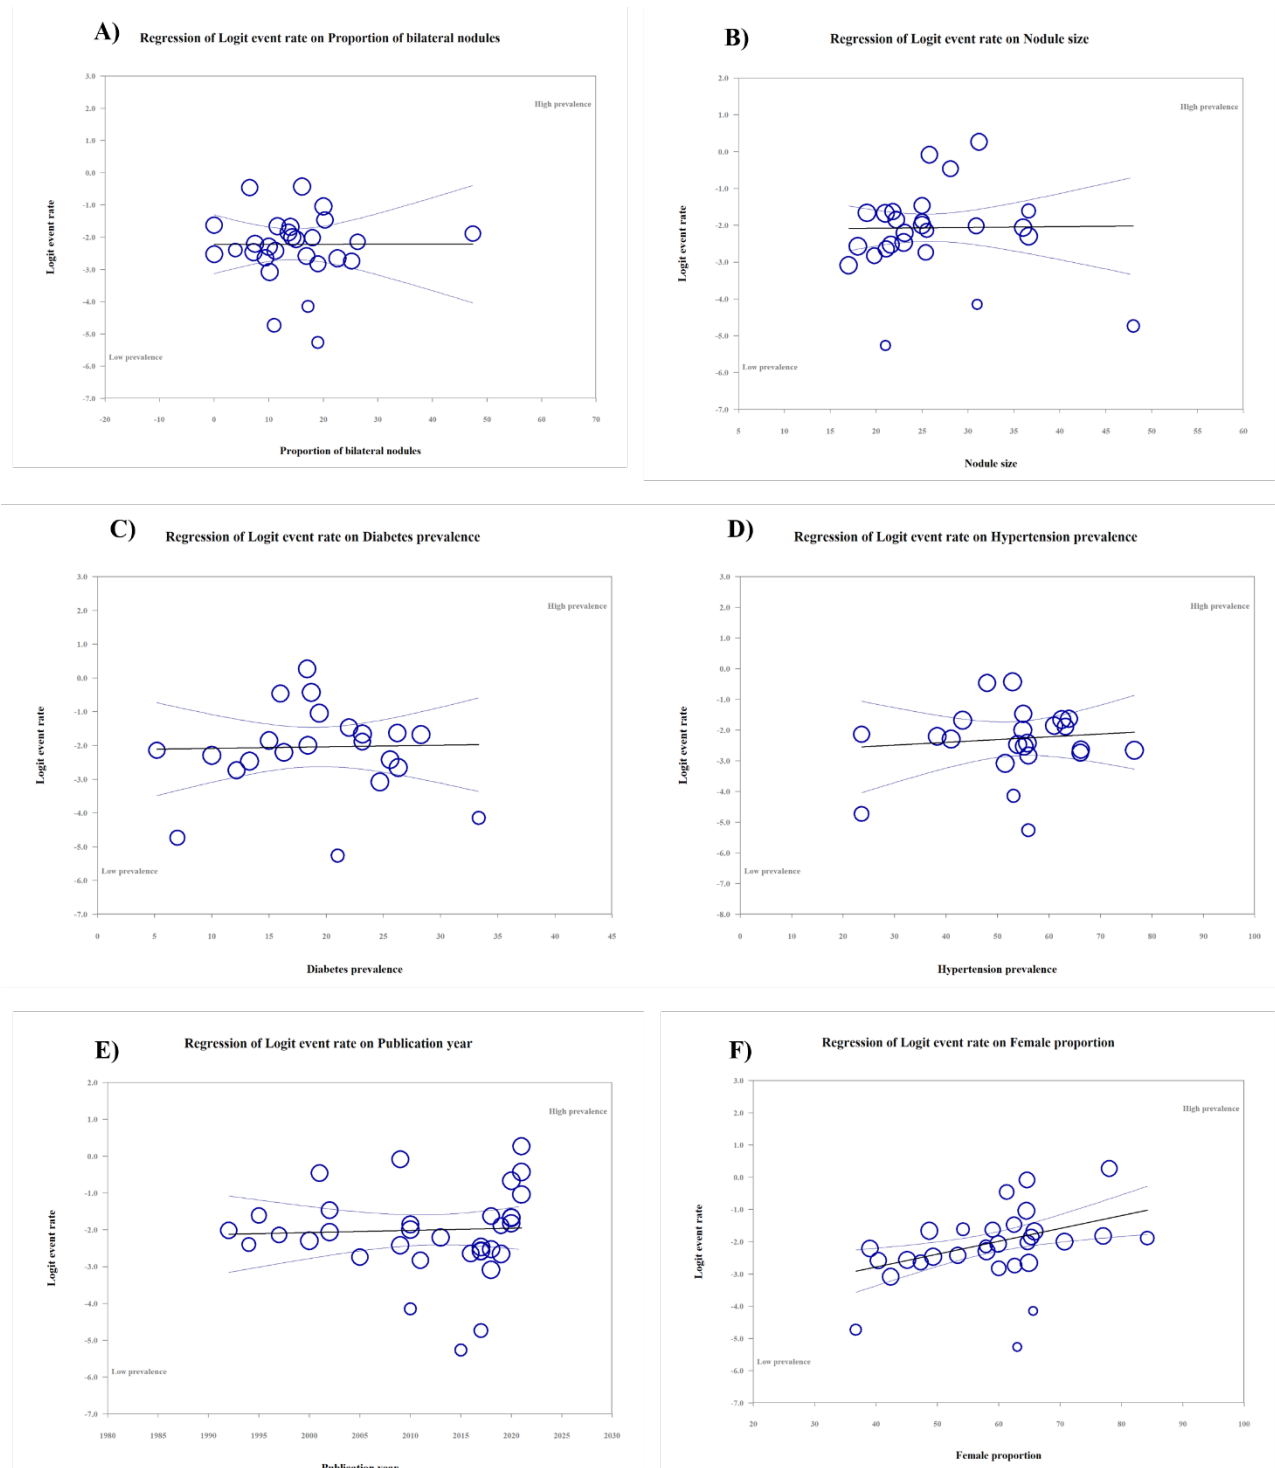 A)
Regression of Logit event rate on Proportion of bilateral nodules
3.0
2.0
1.0
0.0
-1.0
-2.0
-3.0
-4.0
-5.0
-6.0
-7.0
Logit event rate
High prevalence
Low prevalence
-20 -10 0 10 20 30 40 50 60 70
Proportion of bilateral nodules
B)
Regression of Logit event rate on Nodule size
2.0
1.0
0.0
-1.0
-2.0
-3.0
-4.0
-5.0
-6.0
-7.0
Logit event rate
High prevalence
Low prevalence
5 10 15 20 25 30 35 40 45 50 55 60
Nodule size
C)
Regression of Logit event rate on Diabetes prevalence
3.0
2.0
1.0
0.0
-1.0
-2.0
-3.0
-4.0
-5.0
-6.0
-7.0
Logit event rate
High prevalence
Low prevalence
0 5 10 15 20 25 30 35 40 45
Diabetes prevalence
D)
Regression of Logit event rate on Hypertension prevalence
3.0
2.0
1.0
0.0
-1.0
-2.0
-3.0
-4.0
-5.0
-6.0
-7.0
-8.0
Logit event rate
High prevalence
Low prevalence
0 10 20 30 40 50 60 70 80 90 100
Hypertension prevalence
E)
Regression of Logit event rate on Publication year
2.0
1.0
0.0
-1.0
-2.0
-3.0
-4.0
-5.0
-6.0
-7.0
Logit event rate
High prevalence
Low prevalence
1980 1985 1990 1995 2000 2005 2010 2015 2020 2025 2030
Publication year
F)
Regression of Logit event rate on Female proportion
3.0
2.0
1.0
0.0
-1.0
-2.0
-3.0
-4.0
-5.0
-6.0
-7.0
Logit event rate
High prevalence
Low prevalence
20 30 40 50 60 70 80 90 100
Female proportion